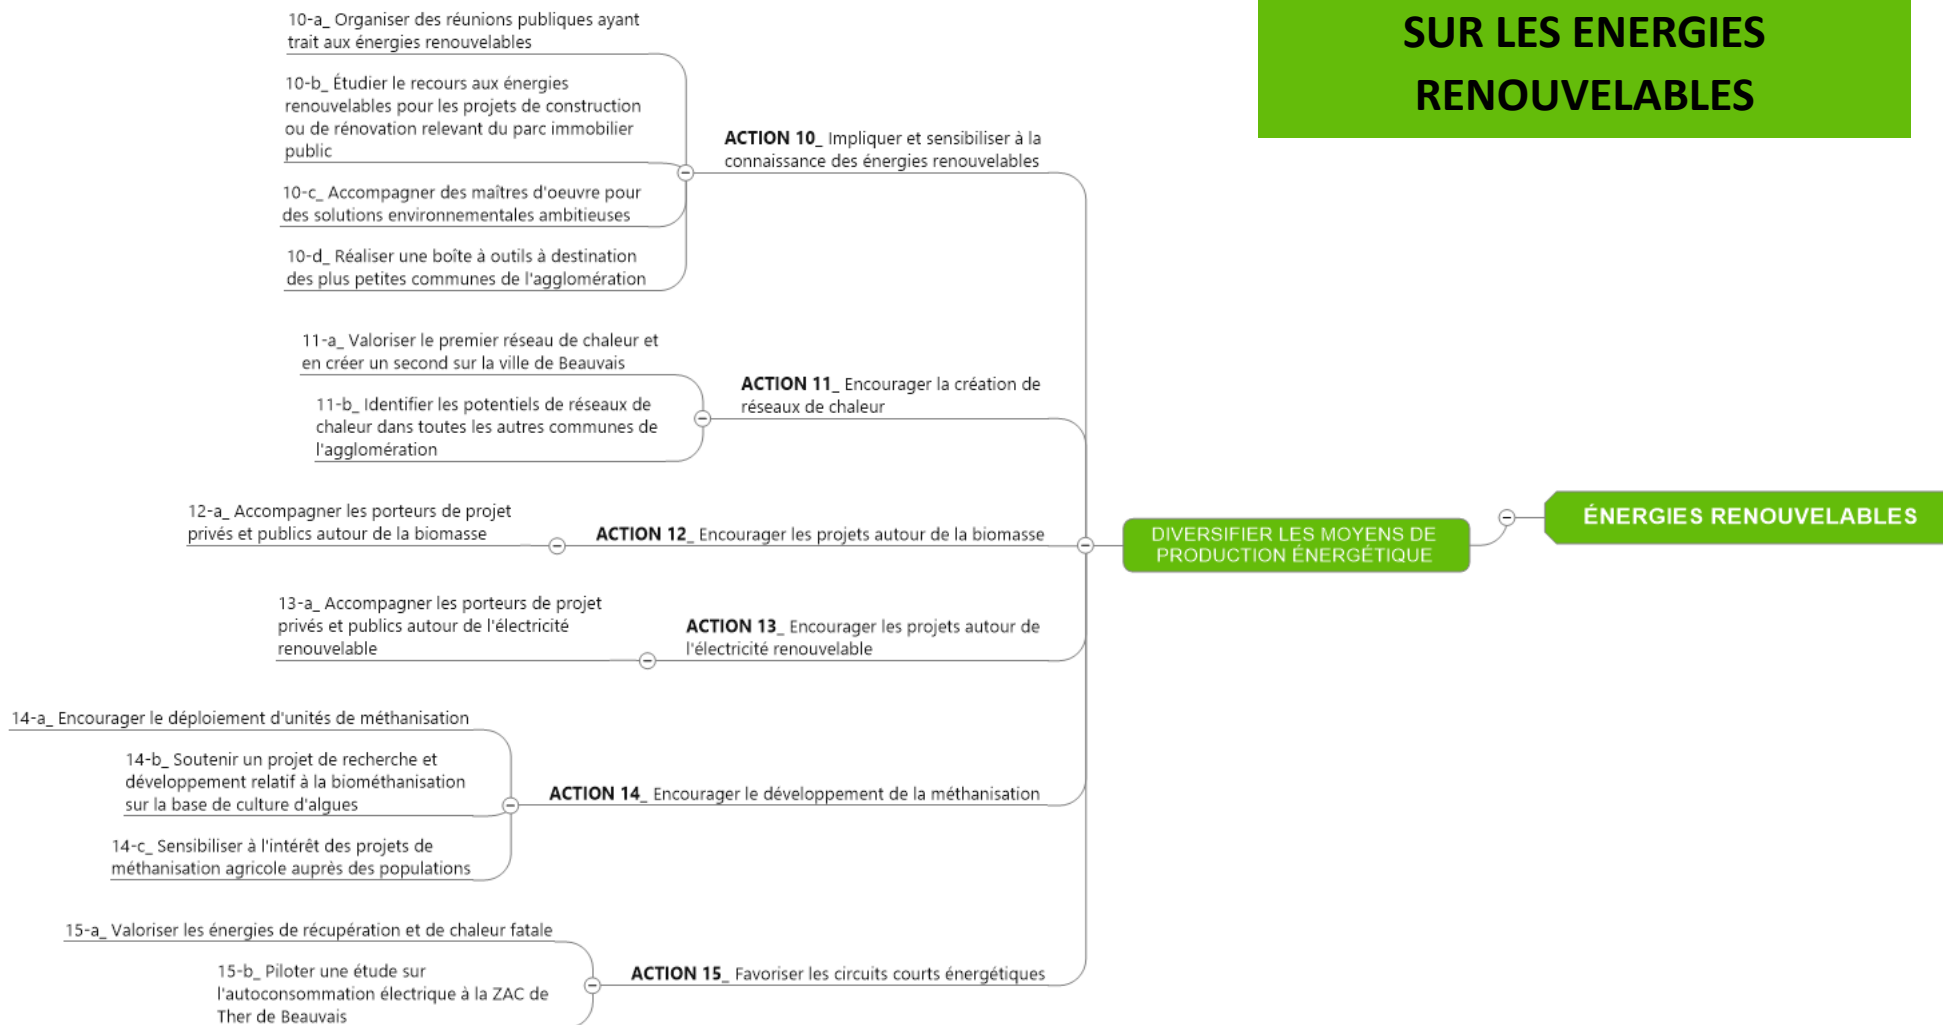 SUR LES ENERGIES
RENOUVELABLES
10-a_ Organiser des réunions publiques ayant
trait aux énergies renouvelables
10-b_ Étudier le recours aux énergies
renouvelables pour les projets de construction
ou de rénovation relevant du parc immobilier
public
10-c_ Accompagner des maîtres d'oeuvre pour
des solutions environnementales ambitieuses
10-d_ Réaliser une boîte à outils à destination
des plus petites communes de l'agglomération
ACTION 10_ Impliquer et sensibiliser à la
connaissance des énergies renouvelables
11-a_ Valoriser le premier réseau de chaleur et
en créer un second sur la ville de Beauvais
11-b_ Identifier les potentiels de réseaux de
chaleur dans toutes les autres communes de
l'agglomération
ACTION 11_ Encourager la création de
réseaux de chaleur
12-a_ Accompagner les porteurs de projet
privés et publics autour de la biomasse
ACTION 12_ Encourager les projets autour de la biomasse
13-a_ Accompagner les porteurs de projet
privés et publics autour de l'électricité
renouvelable
ACTION 13_ Encourager les projets autour de
l'électricité renouvelable
14-a_ Encourager le déploiement d'unités de méthanisation
14-b_ Soutenir un projet de recherche et
développement relatif à la biométhanisation
sur la base de culture d'algues
14-c_ Sensibiliser à l'intérêt des projets de
méthanisation agricole auprès des populations
ACTION 14_ Encourager le développement de la méthanisation
15-a_ Valoriser les énergies de récupération et de chaleur fatale
15-b_ Piloter une étude sur
l'autoconsommation électrique à la ZAC de
Ther de Beauvais
ACTION 15_ Favoriser les circuits courts énergétiques
DIVERSIFIER LES MOYENS DE
PRODUCTION ÉNERGÉTIQUE
ÉNERGIES RENOUVELABLES